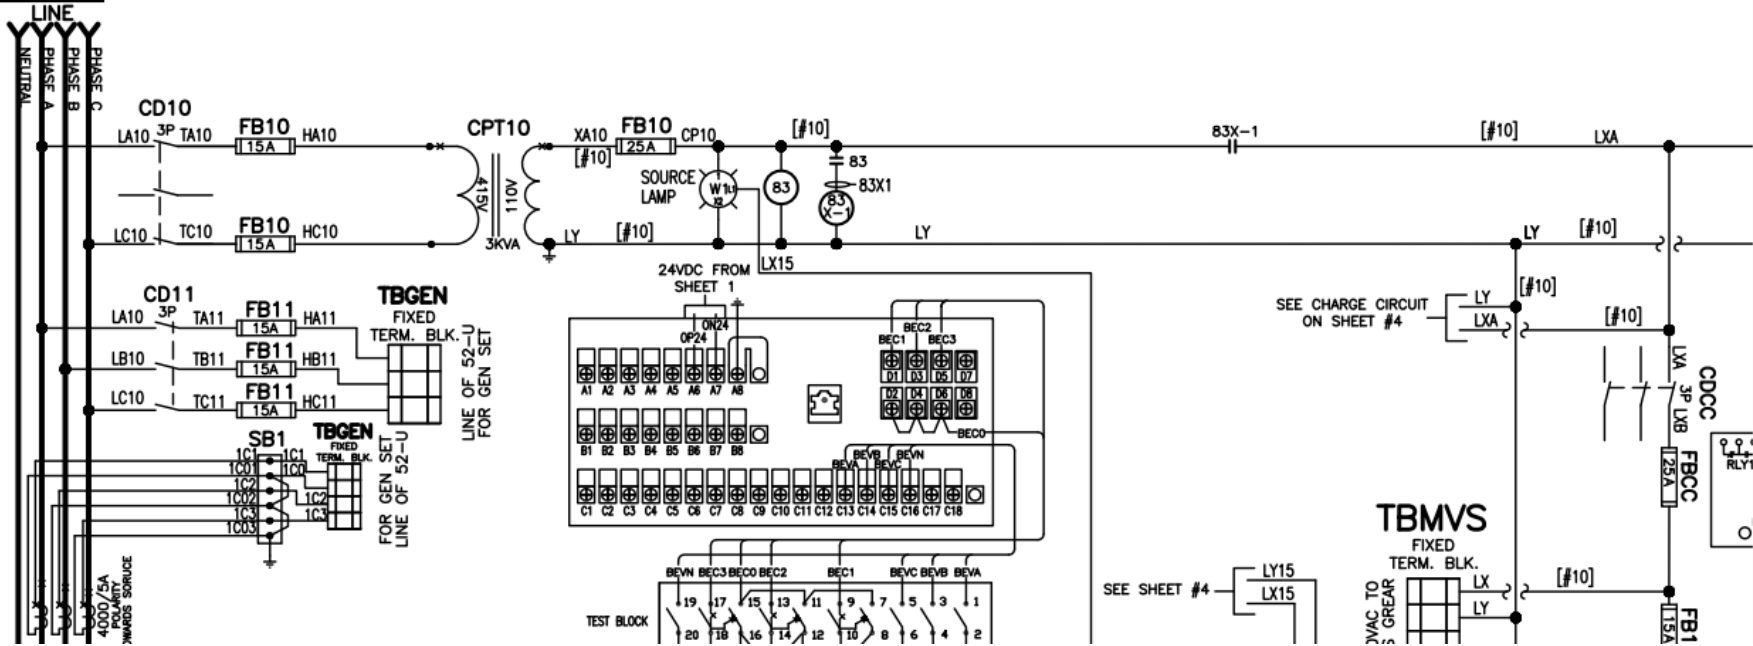 LINE
NEUTRAL
PHASE A
PHASE B
PHASE C
CD10
3P
LA10
TA10
FB10
15A
HA10
CPT10
XA10
[#10]
FB10
25A
CP10
[#10]
83X-1
[#10]
LXA
SOURCE
LAMP
W1
83
83
83X1
83
X-1
415V
110V
3KVA
LC10
TC10
FB10
15A
HC10
LY
[#10]
LY
LY
[#10]
LX15
24VDC FROM
SHEET 1
CD11
3P
LA10
TA11
FB11
15A
HA11
LB10
TB11
FB11
15A
HB11
LC10
TC11
FB11
15A
HC11
TBGEN
FIXED
TERM. BLK.
LINE OF 52-U
FOR GEN SET
OP24
ON24
BEC1
BEC2
BEC3
A1 A2 A3 A4 A5 A6 A7 A8
D1 D3 D5 D7
D2 D4 D6 D8
BECO
B1 B2 B3 B4 B5 B6 B7 B8
BEVA
BEVB
BEVC
BEVN
C1 C2 C3 C4 C5 C6 C7 C8 C9 C10 C11 C12 C13 C14 C15 C16 C17 C18
SEE CHARGE CIRCUIT
ON SHEET #4
LY
LXA
[#10]
[#10]
LXA
3P
LXB
CDCC
FBCC
25A
RLY1
SB1
1C1
1C01
1C2
1C02
1C3
1C03
1C1
1C0
1C2
1C3
TBGEN
FIXED
TERM. BLK.
FOR GEN SET
LINE OF 52-U
4000/5A
POLARITY
BEVN BEC3 BECO BEC2 BEC1 BEVC BEVB BEVA
TEST BLOCK
19 17 15 13 11 9 7 5 3 1
20 18 16 14 12 10 8 6 4 2
SEE SHEET #4
LY15
LX15
TBMVS
FIXED
TERM. BLK.
LX
LY
[#10]
FB1
15A